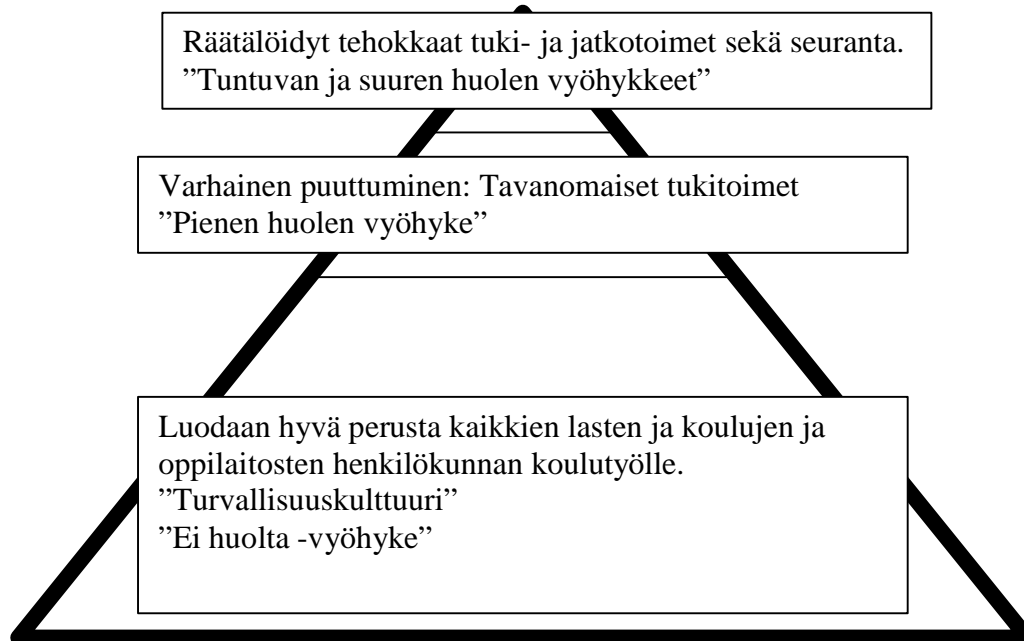 Räätälöidyt tehokkaat tuki- ja jatkotoimet sekä seuranta.
”Tuntuvan ja suuren huolen vyöhykkeet”
Varhainen puuttuminen: Tavanomaiset tukitoimet
”Pienen huolen vyöhyke”
Luodaan hyvä perusta kaikkien lasten ja koulujen ja
oppilaitosten henkilökunnan koulutyölle.
”Turvallisuuskulttuuri”
”Ei huolta -vyöhyke”